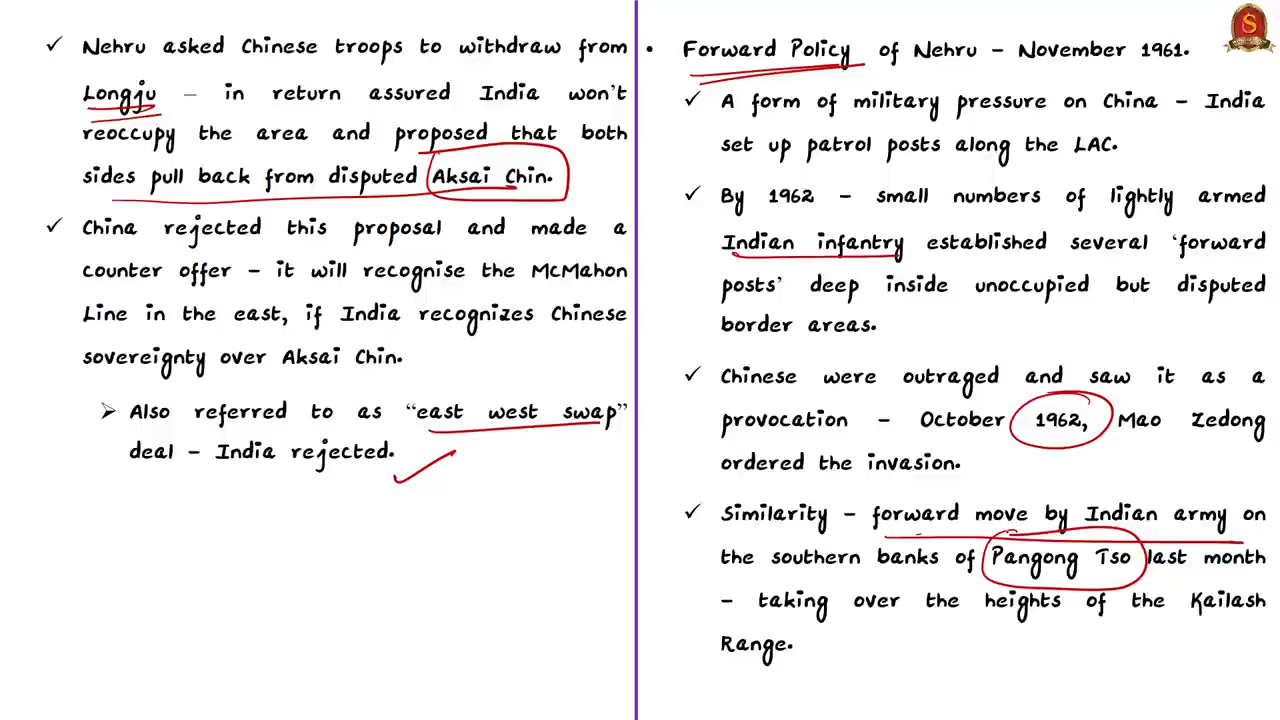 ✓ Nehru asked Chinese troops to withdraw from
Longju – in return assured India won't
reoccupy the area and proposed that both
sides pull back from disputed Aksai Chin.
✓ China rejected this proposal and made a
counter offer – it will recognise the McMahon
Line in the east, if India recognizes Chinese
sovereignty over Aksai Chin.
➢ Also referred to as “east west swap”
deal – India rejected.
• Forward Policy of Nehru – November 1961.
✓ A form of military pressure on China – India
set up patrol posts along the LAC.
✓ By 1962 – small numbers of lightly armed
Indian infantry established several ‘forward
posts’ deep inside unoccupied but disputed
border areas.
✓ Chinese were outraged and saw it as a
provocation – October 1962, Mao Zedong
ordered the invasion.
✓ Similarity – forward move by Indian army on
the southern banks of Pangong Tso last month
– taking over the heights of the Kailash
Range.
S